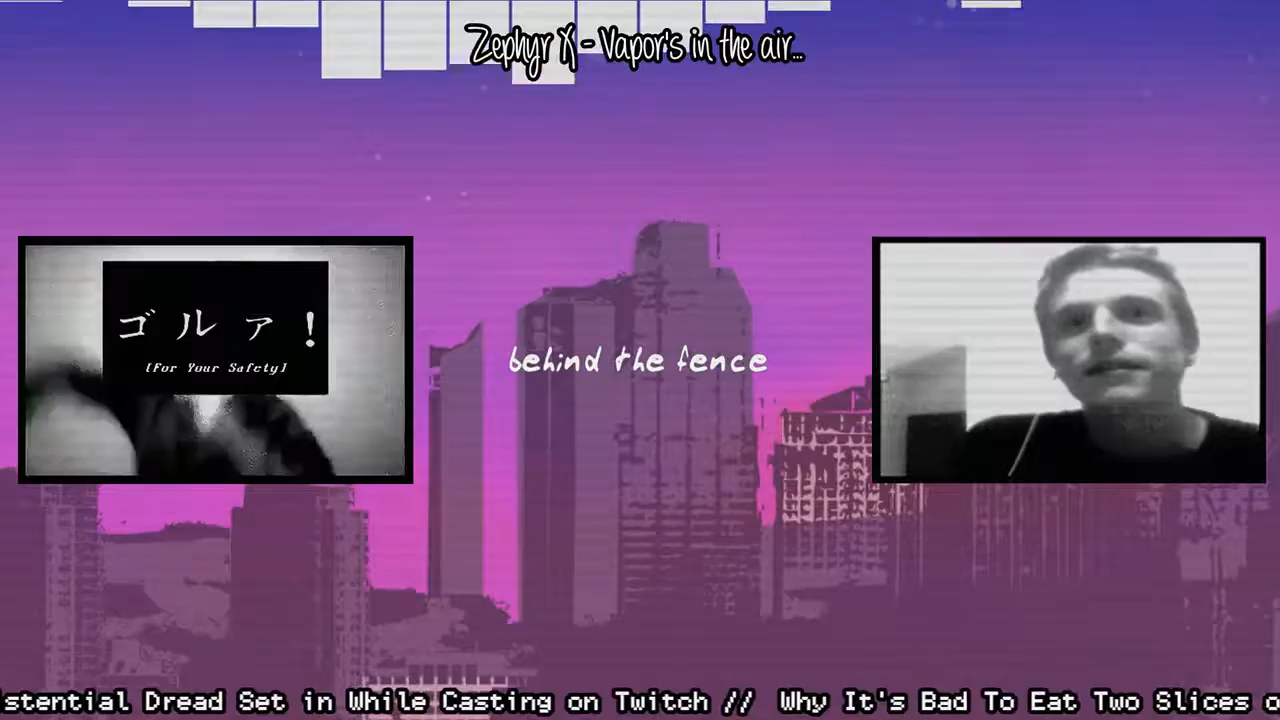 Zephyr X - Vapor's in the air...
ゴルァ!
[For Your Safety]
behind the fence
stential Dread Set in While Casting on Twitch // Why It's Bad To Eat Two Slices o